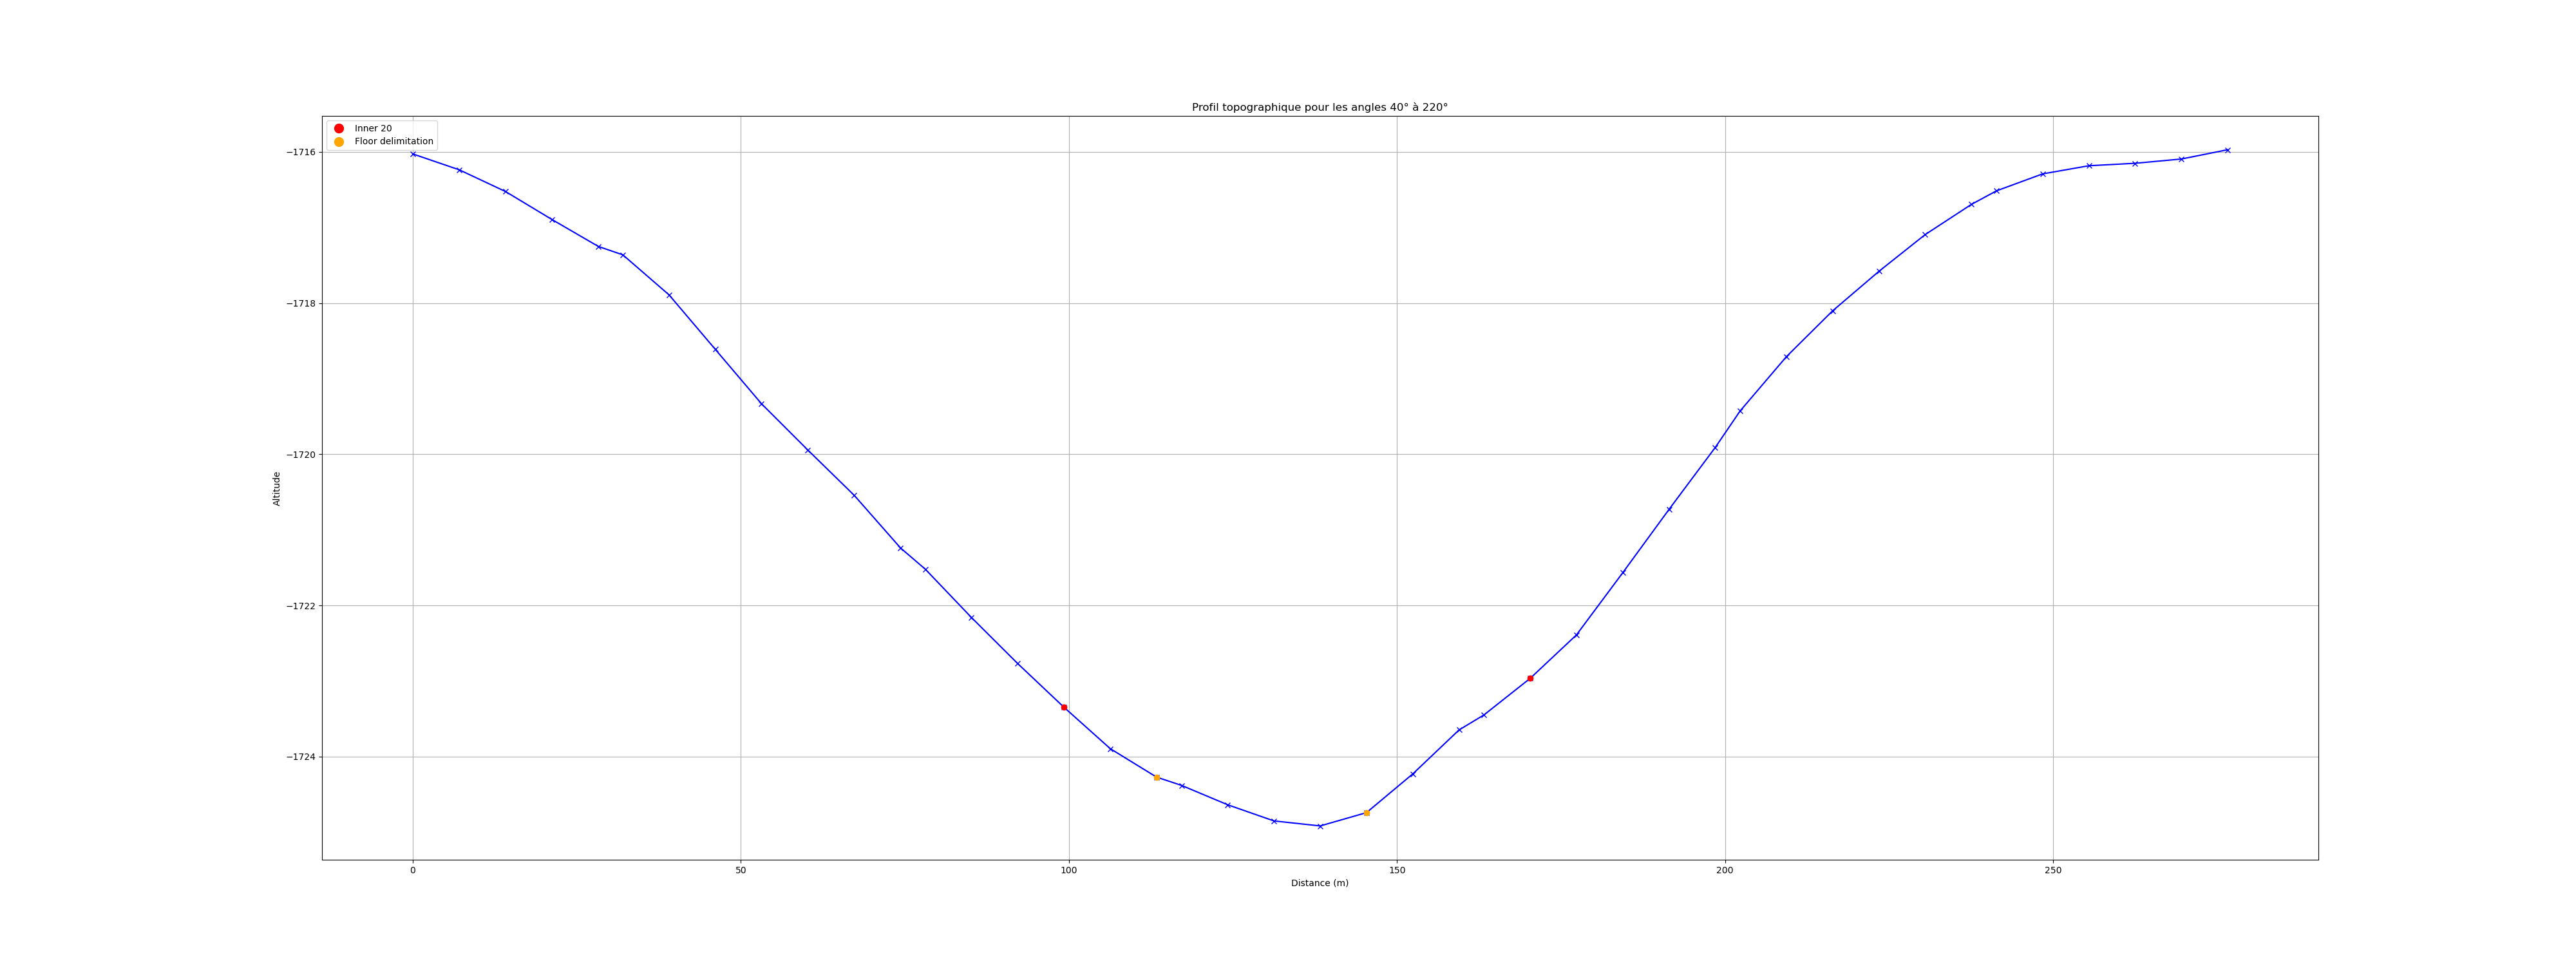 Profil topographique pour les angles 40° à 220°
Inner 20
Floor delimitation
−1716
−1718
−1720
−1722
−1724
Altitude
0 50 100 150 200 250
Distance (m)